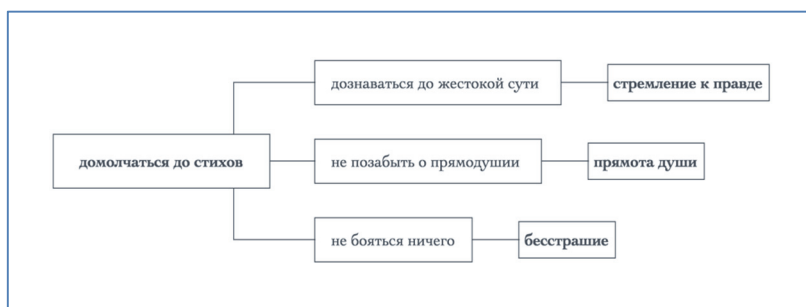 дознаваться до жестокой сути
стремление к правде
домолчаться до стихов
не позабыть о прямодушии
прямота души
не бояться ничего
бесстрашие